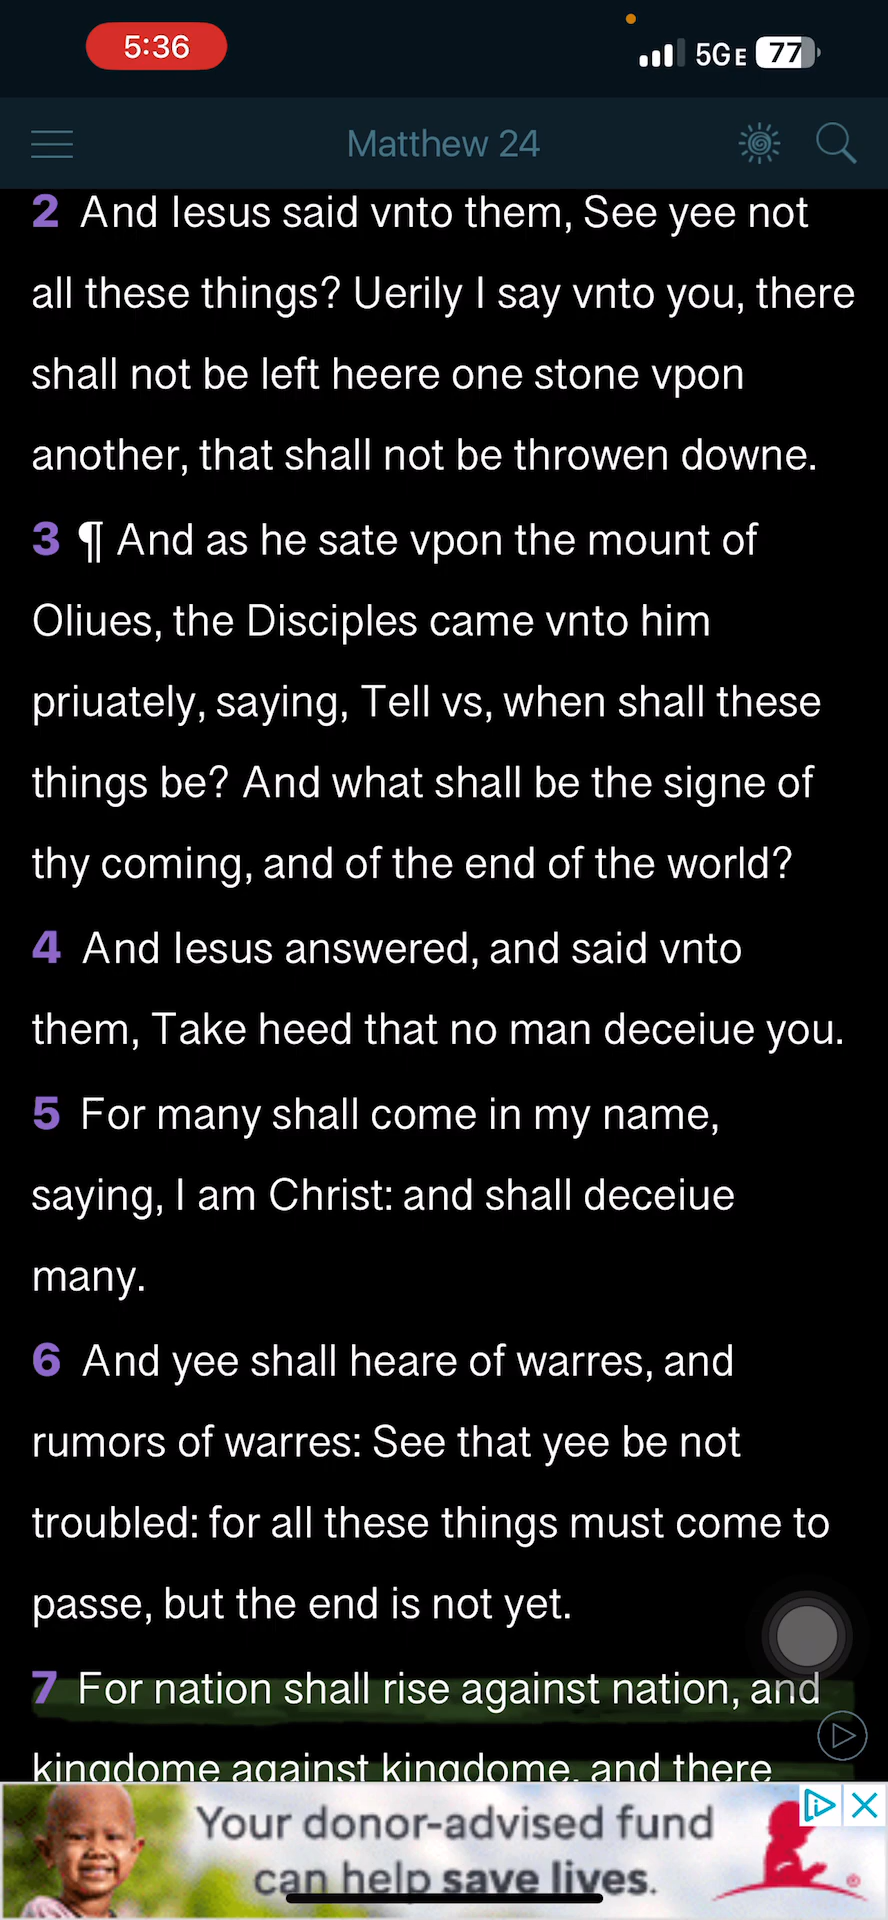 5:36
5GE 77
Matthew 24
2 And Iesus said vnto them, See yee not
all these things? Uerily I say vnto you, there
shall not be left heere one stone vpon
another, that shall not be throwen downe.
3 ¶ And as he sate vpon the mount of
Oliues, the Disciples came vnto him
priuately, saying, Tell vs, when shall these
things be? And what shall be the signe of
thy coming, and of the end of the world?
4 And Iesus answered, and said vnto
them, Take heed that no man deceiue you.
5 For many shall come in my name,
saying, I am Christ: and shall deceiue
many.
6 And yee shall heare of warres, and
rumors of warres: See that yee be not
troubled: for all these things must come to
passe, but the end is not yet.
7 For nation shall rise against nation, and
kingdome against kingdome, and there
Your donor-advised fund
can help save lives.